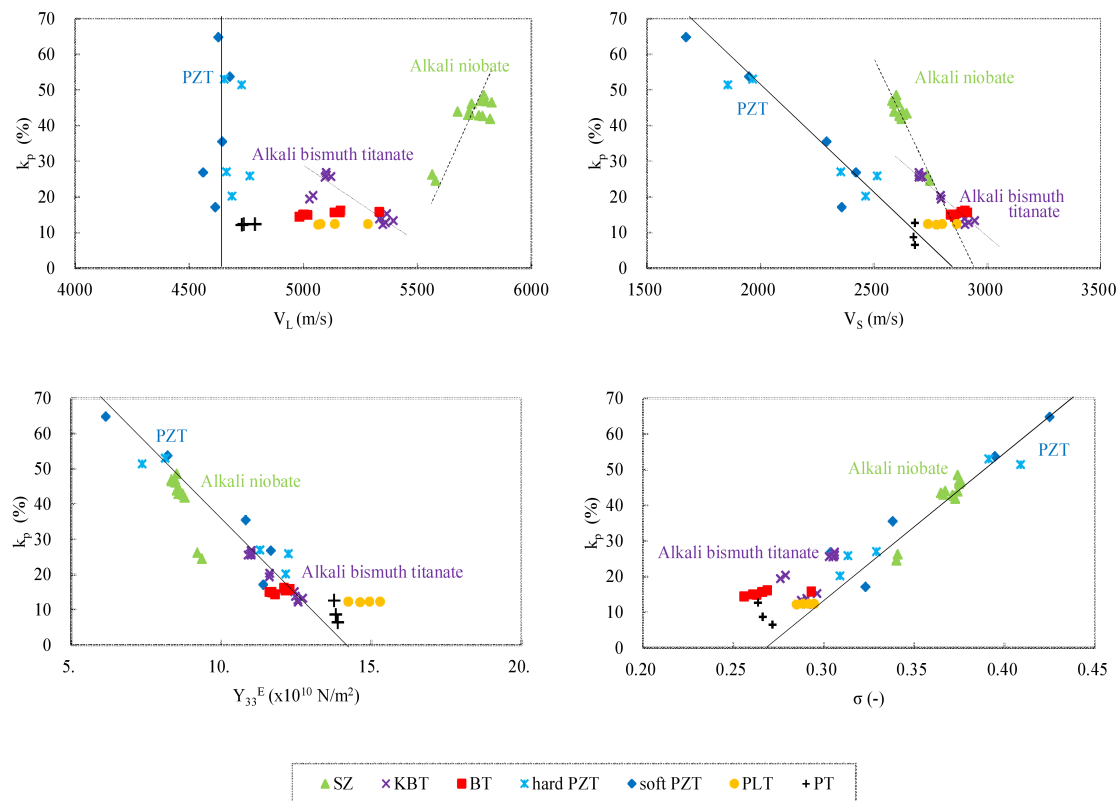 70
60
50
40
30
20
10
0
kp (%)
PZT
Alkali niobate
Alkali bismuth titanate
4000 4500 5000 5500 6000
VL (m/s)
70
60
50
40
30
20
10
0
kp (%)
Alkali niobate
PZT
Alkali bismuth
titanate
1500 2000 2500 3000 3500
VS (m/s)
70
60
50
40
30
20
10
0
kp (%)
PZT
Alkali niobate
Alkali bismuth titanate
5. 10. 15. 20.
Y33E (x1010 N/m2)
70
60
50
40
30
20
10
0
kp (%)
Alkali niobate
PZT
Alkali bismuth titanate
0.20 0.25 0.30 0.35 0.40 0.45
σ (-)
SZ KBT BT hard PZT soft PZT PLT PT